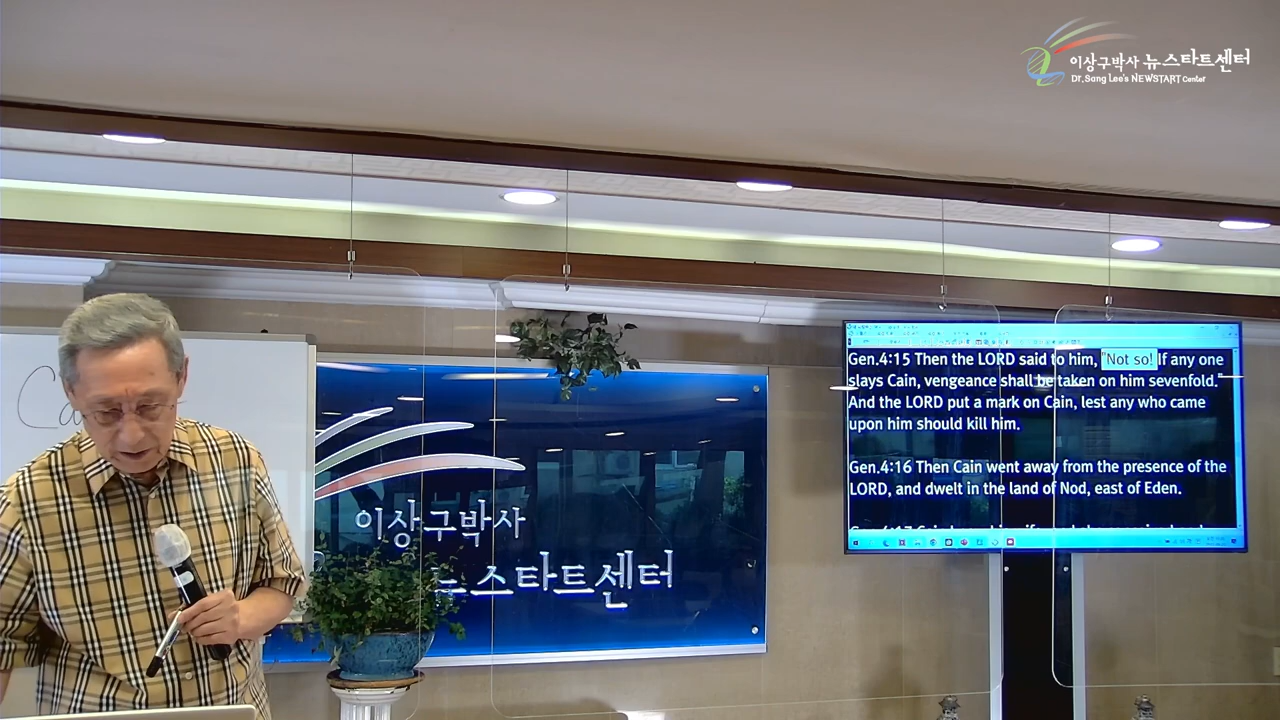 이상구박사 뉴스타트센터
Dr. Sang Lee's NEWSTART Center
Ca
이상구박사
뉴스타트센터
Gen.4:15 Then the LORD said to him, "Not so! If any one
slays Cain, vengeance shall be taken on him sevenfold."
And the LORD put a mark on Cain, lest any who came
upon him should kill him.
Gen.4:16 Then Cain went away from the presence of the
LORD, and dwelt in the land of Nod, east of Eden.